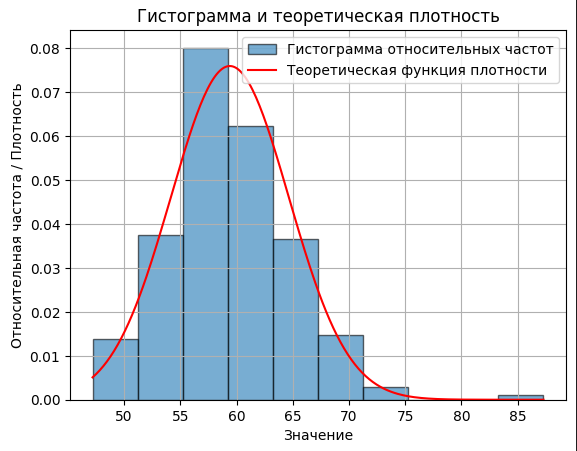 Гистограмма и теоретическая плотность
Гистограмма относительных частот
Теоретическая функция плотности
Относительная частота / Плотность
0.08
0.07
0.06
0.05
0.04
0.03
0.02
0.01
0.00
50 55 60 65 70 75 80 85
Значение